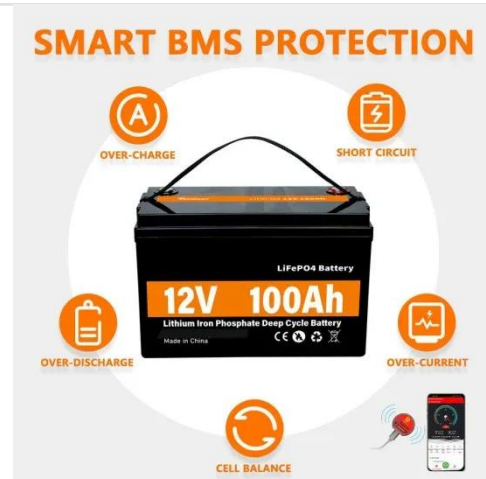 SMART BMS PROTECTION
A
OVER-CHARGE
SHORT CIRCUIT
LiFePO4 Battery
12V 100Ah
Lithium Iron Phosphate Deep Cycle Battery
Made in China
CE
OVER-DISCHARGE
OVER-CURRENT
CELL BALANCE